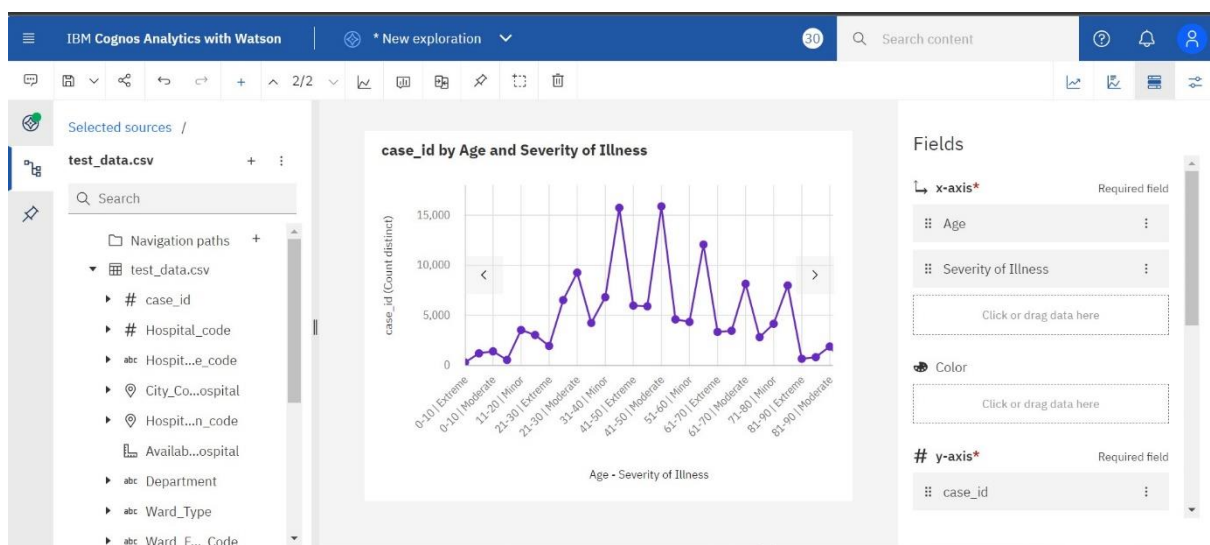 IBM Cognos Analytics with Watson
* New exploration
30
Search content
2/2
Selected sources /
test_data.csv
Search
Navigation paths
test_data.csv
# case_id
# Hospital_code
abc Hospit...e_code
City_Co...ospital
Hospit...n_code
Availab...ospital
abc Department
abc Ward_Type
abc Ward_F... Code
case_id by Age and Severity of Illness
case_id (Count distinct)
15,000
10,000
5,000
0
0-10 | Extreme
0-10 | Moderate
11-20 | Minor
21-30 | Extreme
21-30 | Moderate
31-40 | Minor
41-50 | Extreme
41-50 | Moderate
51-60 | Minor
61-70 | Extreme
61-70 | Moderate
71-80 | Minor
81-90 | Extreme
81-90 | Moderate
Age - Severity of Illness
Fields
x-axis* Required field
Age
Severity of Illness
Click or drag data here
Color
Click or drag data here
# y-axis* Required field
case_id